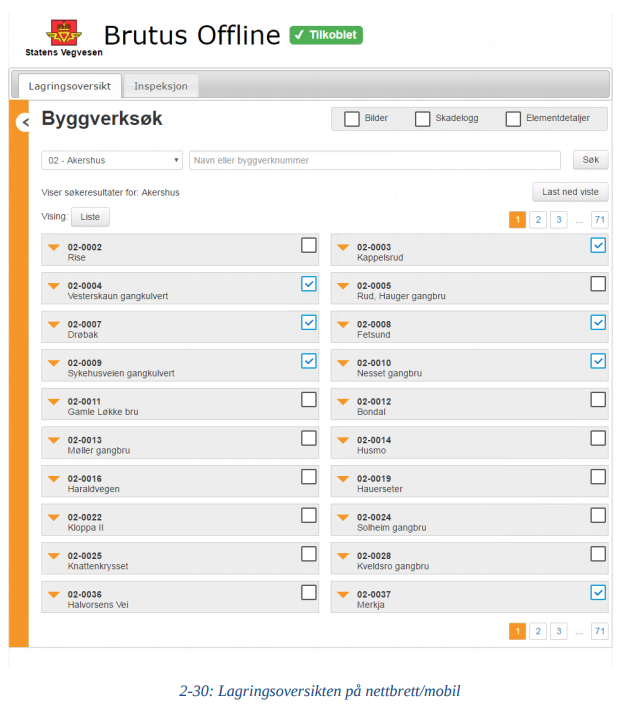 Statens Vegvesen
Brutus Offline
✓ Tilkoblet
Lagringsoversikt
Inspeksjon
Byggverksøk
Bilder
Skadelogg
Elementdetaljer
02 - Akershus
Navn eller byggverknummer
Søk
Viser søkeresultater for: Akershus
Last ned viste
Vising:
Liste
1 2 3 ... 71
02-0002
Rise
02-0003
Kappelsrud
02-0004
Vesterskaun gangkulvert
02-0005
Rud, Hauger gangbru
02-0007
Drøbak
02-0008
Fetsund
02-0009
Sykehusveien gangkulvert
02-0010
Nesset gangbru
02-0011
Gamle Løkke bru
02-0012
Bondal
02-0013
Møller gangbru
02-0014
Husmo
02-0016
Haraldvegen
02-0019
Hauerseter
02-0022
Kloppa II
02-0024
Solheim gangbru
02-0025
Knattenkrysset
02-0028
Kveldsro gangbru
02-0036
Halvorsens Vei
02-0037
Merkja
1 2 3 ... 71
2-30: Lagringsoversikten på nettbrett/mobil